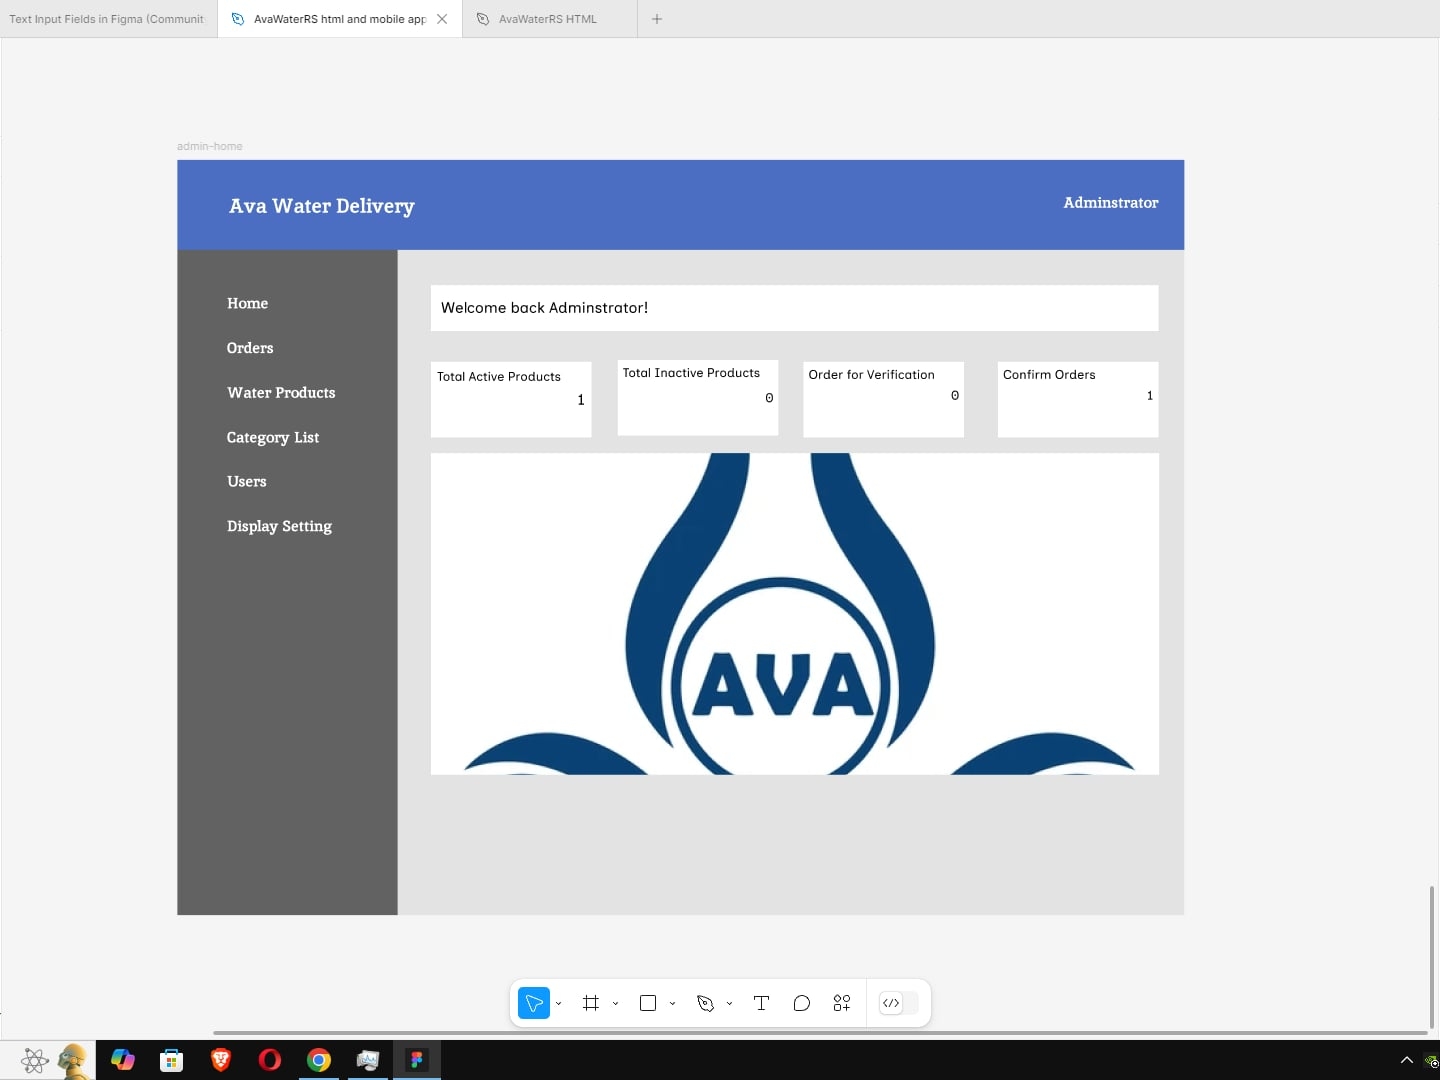 Text Input Fields in Figma (Communit
AvaWaterRS html and mobile app
AvaWaterRS HTML
admin-home
Ava Water Delivery
Adminstrator
Home
Orders
Water Products
Category List
Users
Display Setting
Welcome back Adminstrator!
Total Active Products
1
Total Inactive Products
0
Order for Verification
0
Confirm Orders
1
AVA